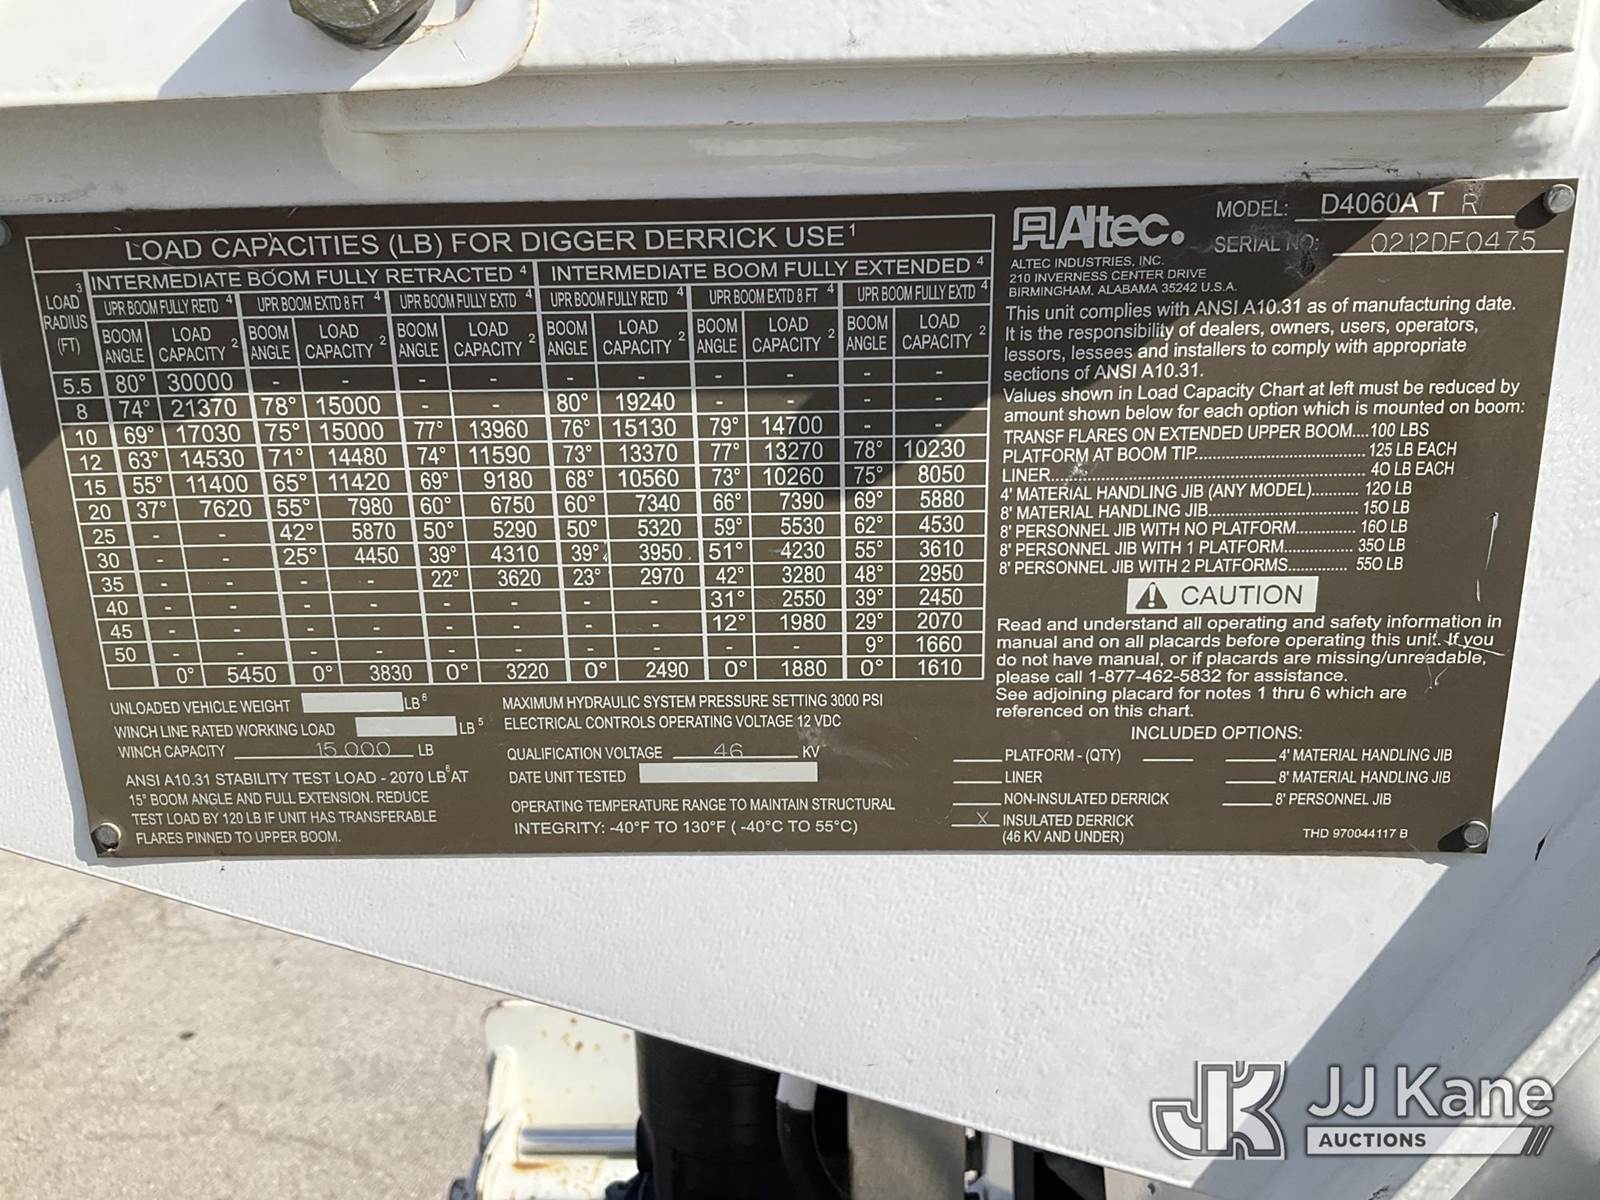 LOAD CAPACITIES (LB) FOR DIGGER DERRICK USE 1
LOAD 3 RADIUS (FT)
INTERMEDIATE BOOM FULLY RETRACTED 4 INTERMEDIATE BOOM FULLY EXTENDED 4
UPR BOOM FULLY RETD 4 UPR BOOM EXTD 8 FT 4 UPR BOOM FULLY EXTD 4 UPR BOOM FULLY RETD 4 UPR BOOM EXTD 8 FT 4 UPR BOOM FULLY EXTD 4
BOOM ANGLE LOAD CAPACITY 2 BOOM ANGLE LOAD CAPACITY 2 BOOM ANGLE LOAD CAPACITY 2 BOOM ANGLE LOAD CAPACITY 2 BOOM ANGLE LOAD CAPACITY 2 BOOM ANGLE LOAD CAPACITY 2
5.5 80° 30000 - - - - - - - - - -
8 74° 21370 78° 15000 - - 80° 19240 - - - -
10 69° 17030 75° 15000 77° 13960 76° 15130 79° 14700 - -
12 63° 14530 71° 14480 74° 11590 73° 13370 77° 13270 78° 10230
15 55° 11400 65° 11420 69° 9180 68° 10560 73° 10260 75° 8050
20 37° 7620 55° 7980 60° 6750 60° 7340 66° 7390 69° 5880
25 - - 42° 5870 50° 5290 50° 5320 59° 5530 62° 4530
30 - - 25° 4450 39° 4310 39° 3950 51° 4230 55° 3610
35 - - - - 22° 3620 23° 2970 42° 3280 48° 2950
40 - - - - - - - - 31° 2550 39° 2450
45 - - - - - - - - 12° 1980 29° 2070
50 - - - - - - - - - - 9° 1660
0° 5450 0° 3830 0° 3220 0° 2490 0° 1880 0° 1610
UNLOADED VEHICLE WEIGHT LB 6
WINCH LINE RATED WORKING LOAD LB 5
WINCH CAPACITY 15,000 LB
ANSI A10.31 STABILITY TEST LOAD - 2070 LB 6 AT
15° BOOM ANGLE AND FULL EXTENSION. REDUCE
TEST LOAD BY 120 LB IF UNIT HAS TRANSFERABLE
FLARES PINNED TO UPPER BOOM.
MAXIMUM HYDRAULIC SYSTEM PRESSURE SETTING 3000 PSI
ELECTRICAL CONTROLS OPERATING VOLTAGE 12 VDC
QUALIFICATION VOLTAGE 46 KV
DATE UNIT TESTED
OPERATING TEMPERATURE RANGE TO MAINTAIN STRUCTURAL
INTEGRITY: -40°F TO 130°F ( -40°C TO 55°C)
Altec.
MODEL: D4060A T R
SERIAL NO: 0212DF0475
ALTEC INDUSTRIES, INC.
210 INVERNESS CENTER DRIVE
BIRMINGHAM, ALABAMA 35242 U.S.A.
This unit complies with ANSI A10.31 as of manufacturing date.
It is the responsibility of dealers, owners, users, operators,
lessors, lessees and installers to comply with appropriate
sections of ANSI A10.31.
Values shown in Load Capacity Chart at left must be reduced by
amount shown below for each option which is mounted on boom:
TRANSF FLARES ON EXTENDED UPPER BOOM....100 LBS
PLATFORM AT BOOM TIP.....................................125 LB EACH
LINER....................................................................40 LB EACH
4' MATERIAL HANDLING JIB (ANY MODEL)..........120 LB
8' MATERIAL HANDLING JIB................................150 LB
8' PERSONNEL JIB WITH NO PLATFORM..............160 LB
8' PERSONNEL JIB WITH 1 PLATFORM...............350 LB
8' PERSONNEL JIB WITH 2 PLATFORMS.............550 LB
CAUTION
Read and understand all operating and safety information in
manual and on all placards before operating this unit. If you
do not have manual, or if placards are missing/unreadable,
please call 1-877-462-5832 for assistance.
See adjoining placard for notes 1 thru 6 which are
referenced on this chart.
INCLUDED OPTIONS:
PLATFORM - (QTY) 4' MATERIAL HANDLING JIB
LINER 8' MATERIAL HANDLING JIB
NON-INSULATED DERRICK 8' PERSONNEL JIB
X INSULATED DERRICK
(46 KV AND UNDER)
THD 970044117 B
JK JJ Kane
AUCTIONS